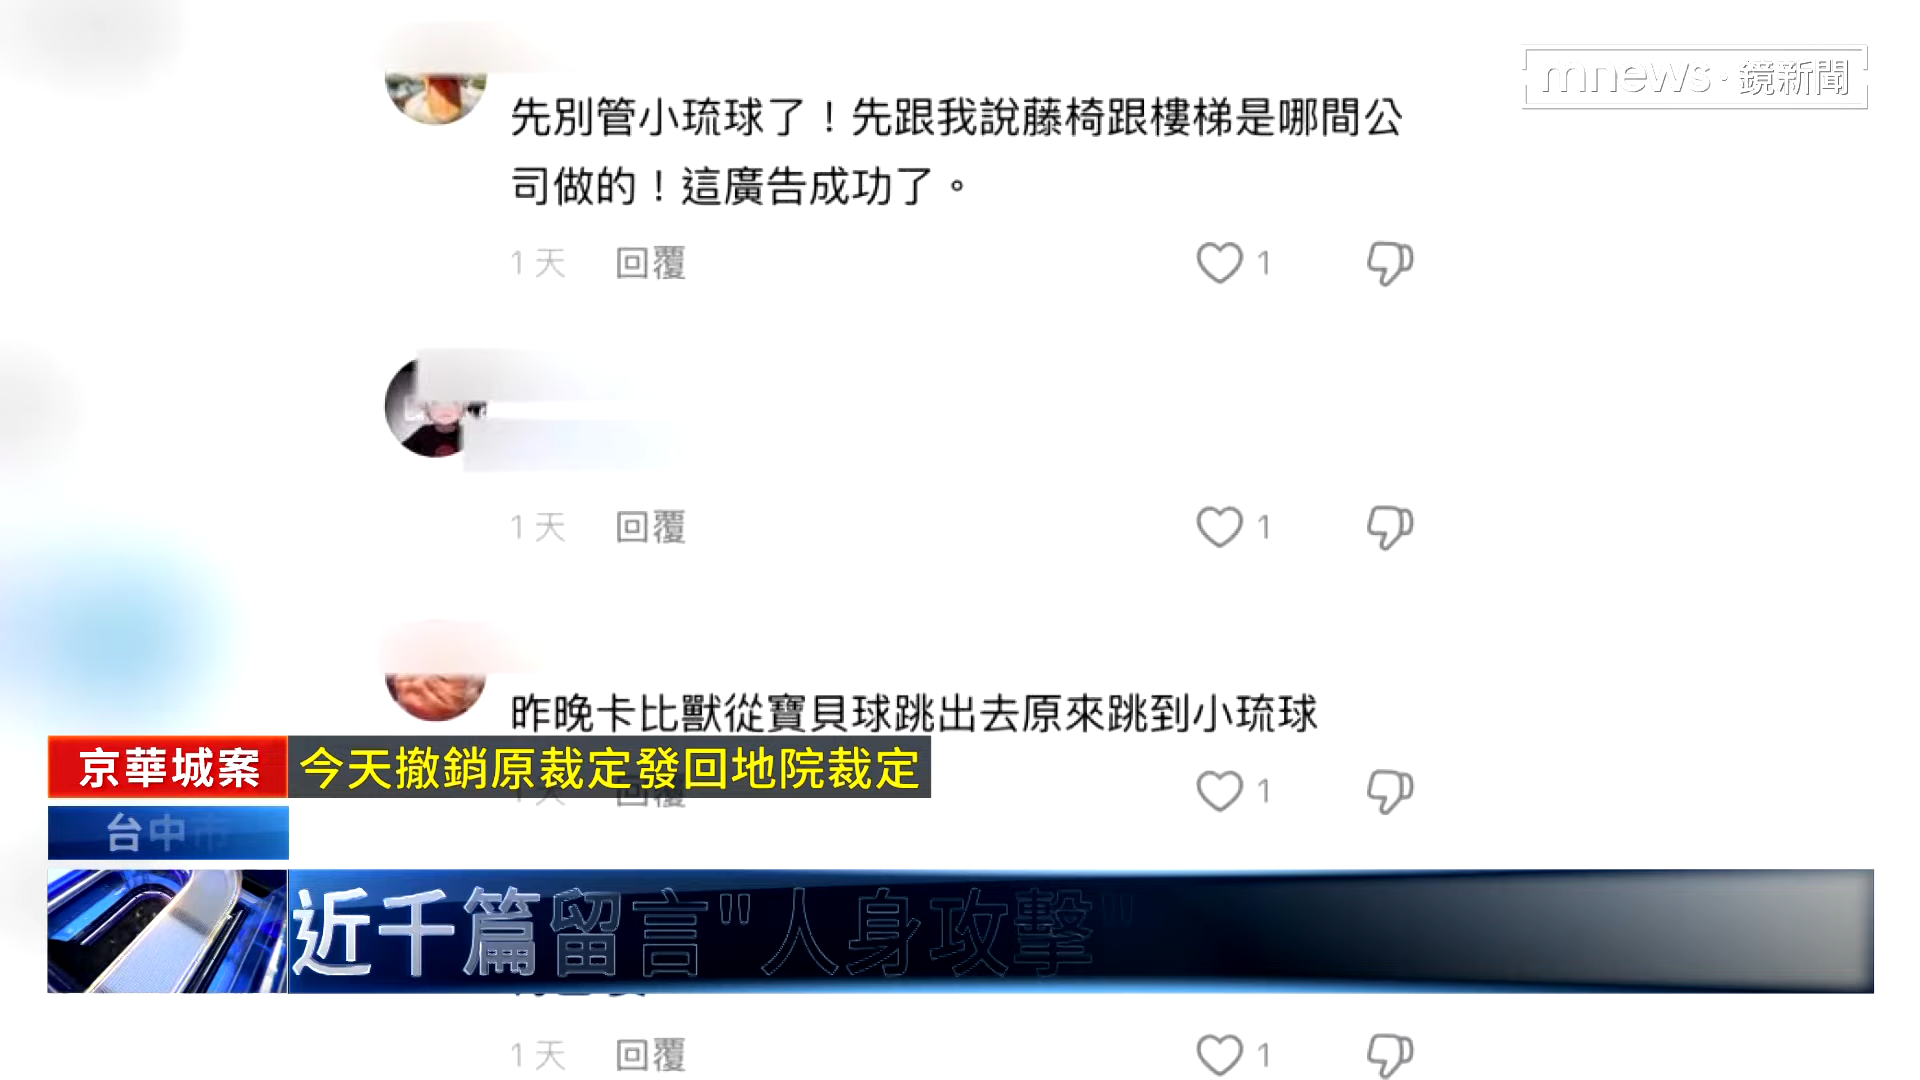 mnews·鏡新聞
先別管小琉球了！先跟我說藤椅跟樓梯是哪間公
司做的！這廣告成功了。
1天 回覆 1
1天 回覆 1
昨晚卡比獸從寶貝球跳出去原來跳到小琉球
京華城案 今天撤銷原裁定發回地院裁定
1天 回覆 1
台中市
近千篇留言"人身攻擊"
1天 回覆 1